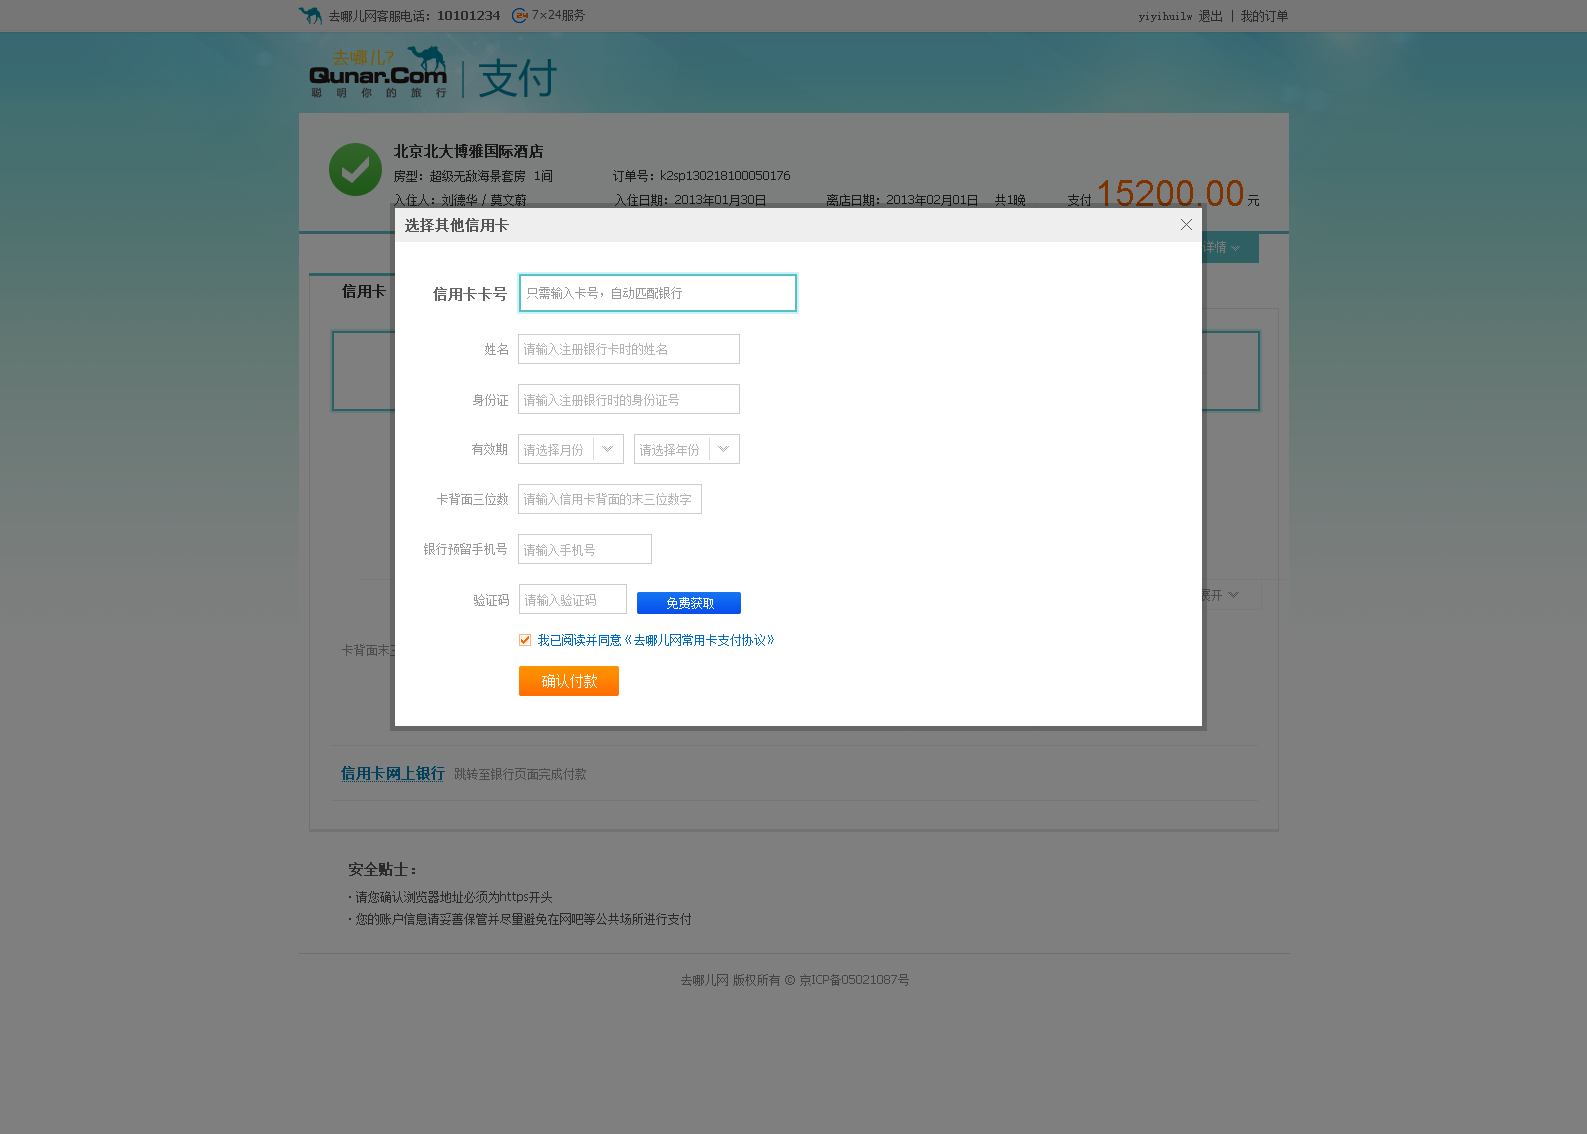 去哪儿网客服电话：10101234 24 7×24服务
yiyihuilw 退出 | 我的订单
去哪儿?
Qunar.Com
聪明你的旅行
支付
北京北大博雅国际酒店
房型：超级无敌海景套房 1间 订单号：k2sp130218100050176
入住人：刘德华 / 莫文蔚 入住日期：2013年01月30日 离店日期：2013年02月01日 共1晚 支付 15200.00 元
选择其他信用卡
详情
信用卡
信用卡卡号 只需输入卡号，自动匹配银行
姓名 请输入注册银行卡时的姓名
身份证 请输入注册银行时的身份证号
有效期 请选择月份 请选择年份
卡背面三位数 请输入信用卡背面的末三位数字
银行预留手机号 请输入手机号
验证码 请输入验证码 免费获取
展开
我已阅读并同意《去哪儿网常用卡支付协议》
卡背面末三
确认付款
信用卡网上银行 跳转至银行页面完成付款
安全贴士：
· 请您确认浏览器地址必须为https开头
· 您的账户信息请妥善保管并尽量避免在网吧等公共场所进行支付
去哪儿网 版权所有 © 京ICP备05021087号